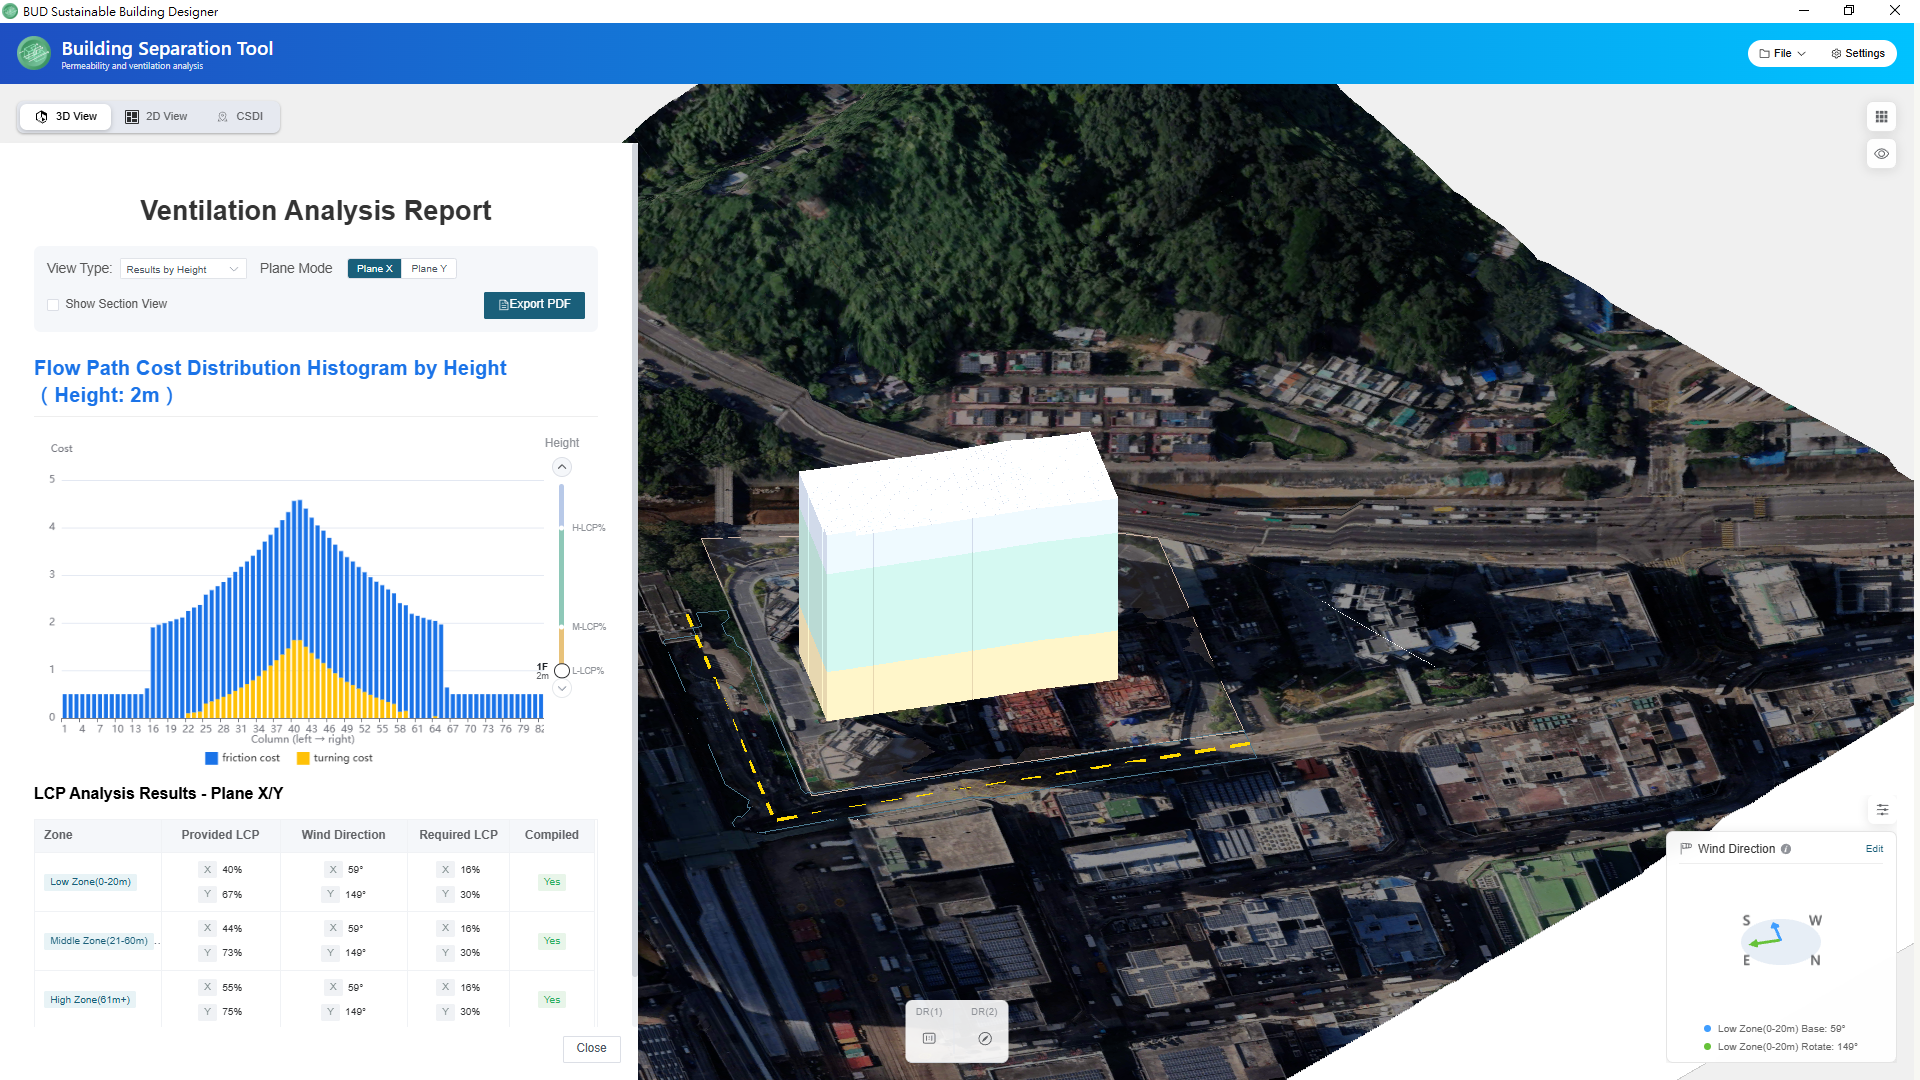 BUD Sustainable Building Designer
Building Separation Tool
Permeability and ventilation analysis
File
Settings
3D View
2D View
CSDI
Ventilation Analysis Report
View Type: Results by Height Plane Mode Plane X Plane Y
Show Section View
Export PDF
Flow Path Cost Distribution Histogram by Height
( Height: 2m )
Cost
Height
5
4
3
2
1
0
H-LCP%
M-LCP%
L-LCP%
1F
2m
1 4 7 10 13 16 19 22 25 28 31 34 37 40 43 46 49 52 55 58 61 64 67 70 73 76 79 82
Column (left → right)
friction cost turning cost
LCP Analysis Results - Plane X/Y
Zone Provided LCP Wind Direction Required LCP Compiled
Low Zone(0-20m)
X 40% X 59° X 16%
Yes
Y 67% Y 149° Y 30%
Middle Zone(21-60m) ..
X 44% X 59° X 16%
Yes
Y 73% Y 149° Y 30%
High Zone(61m+)
X 55% X 59° X 16%
Yes
Y 75% Y 149° Y 30%
Close
DR(1) DR(2)
Wind Direction
Edit
S W
E N
Low Zone(0-20m) Base: 59°
Low Zone(0-20m) Rotate: 149°